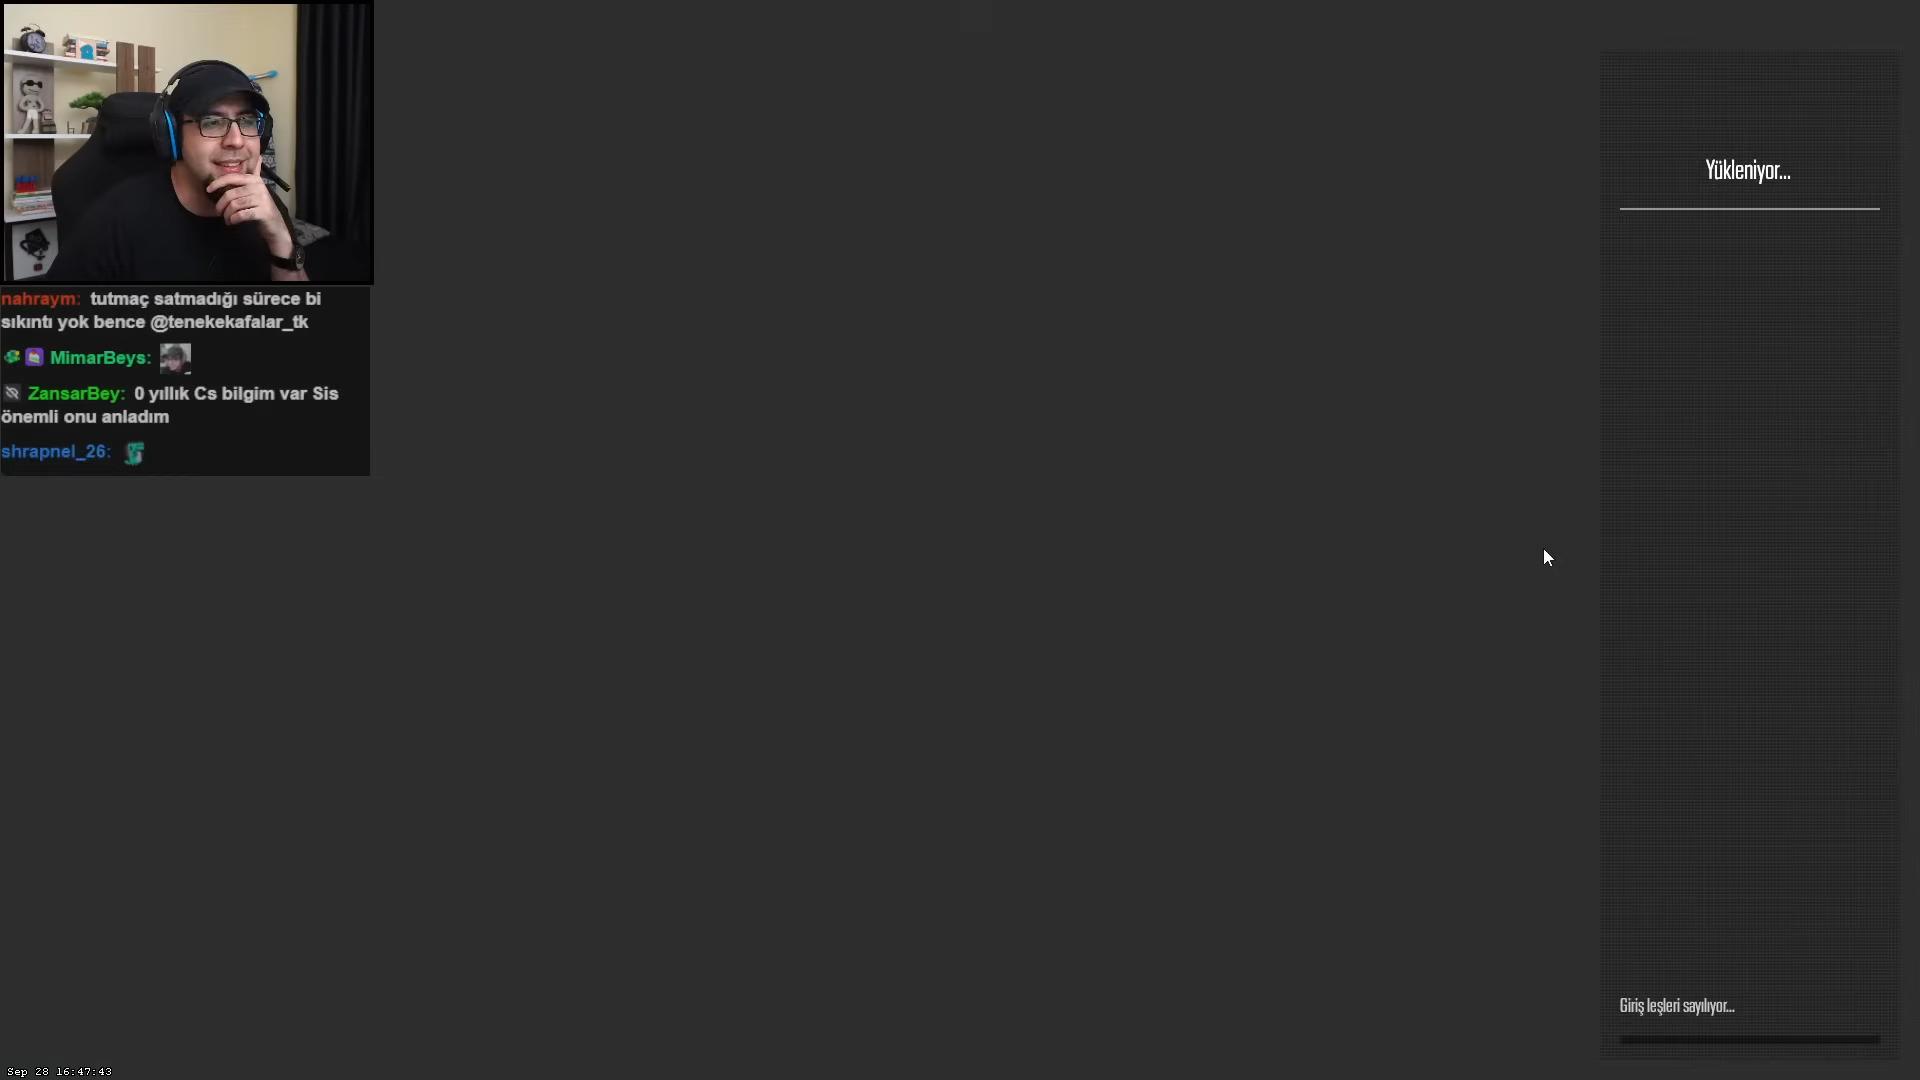 Yükleniyor...
nahraym: tutmaç satmadığı sürece bi
sıkıntı yok bence @tenekekafalar_tk
MimarBeys:
ZansarBey: 0 yıllık Cs bilgim var Sis
önemli onu anladım
shrapnel_26:
Giriş leşleri sayılıyor...
Sep 28 16:47:43